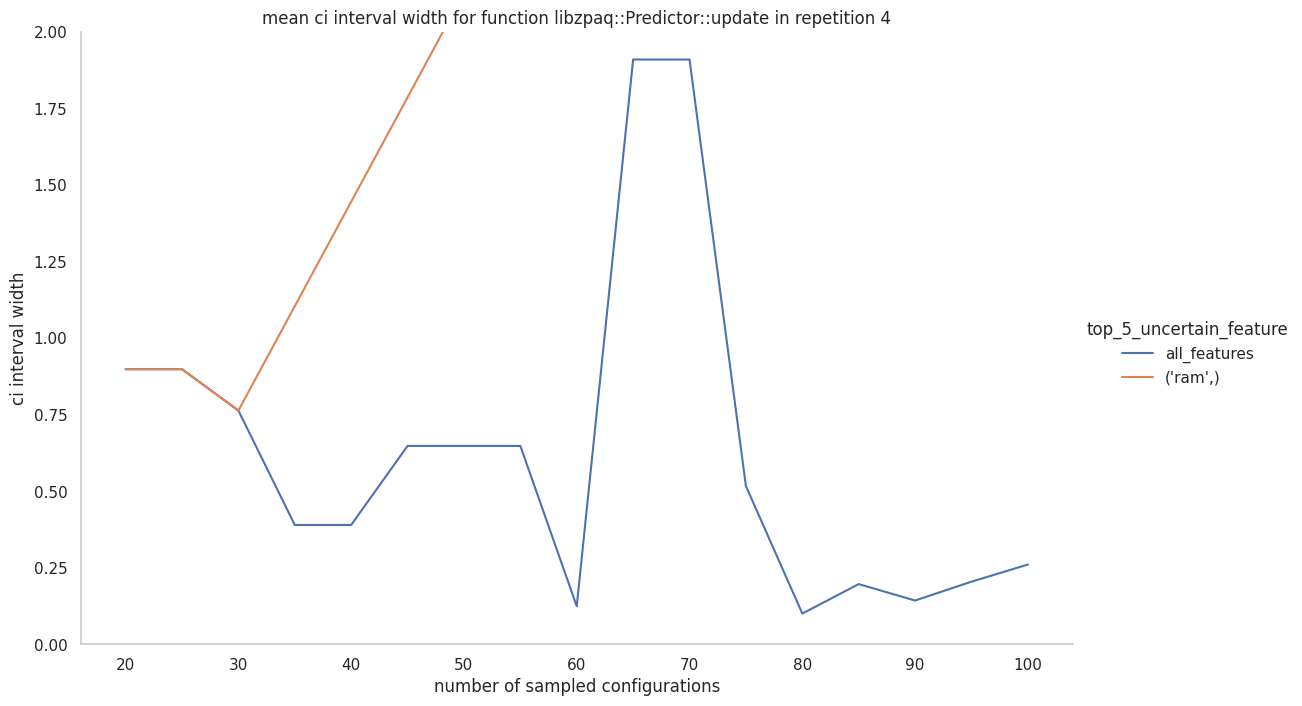 mean ci interval width for function libzpaq::Predictor::update in repetition 4
2.00
1.75
1.50
1.25
1.00
0.75
0.50
0.25
0.00
ci interval width
20 30 40 50 60 70 80 90 100
number of sampled configurations
top_5_uncertain_feature
all_features
('ram',)